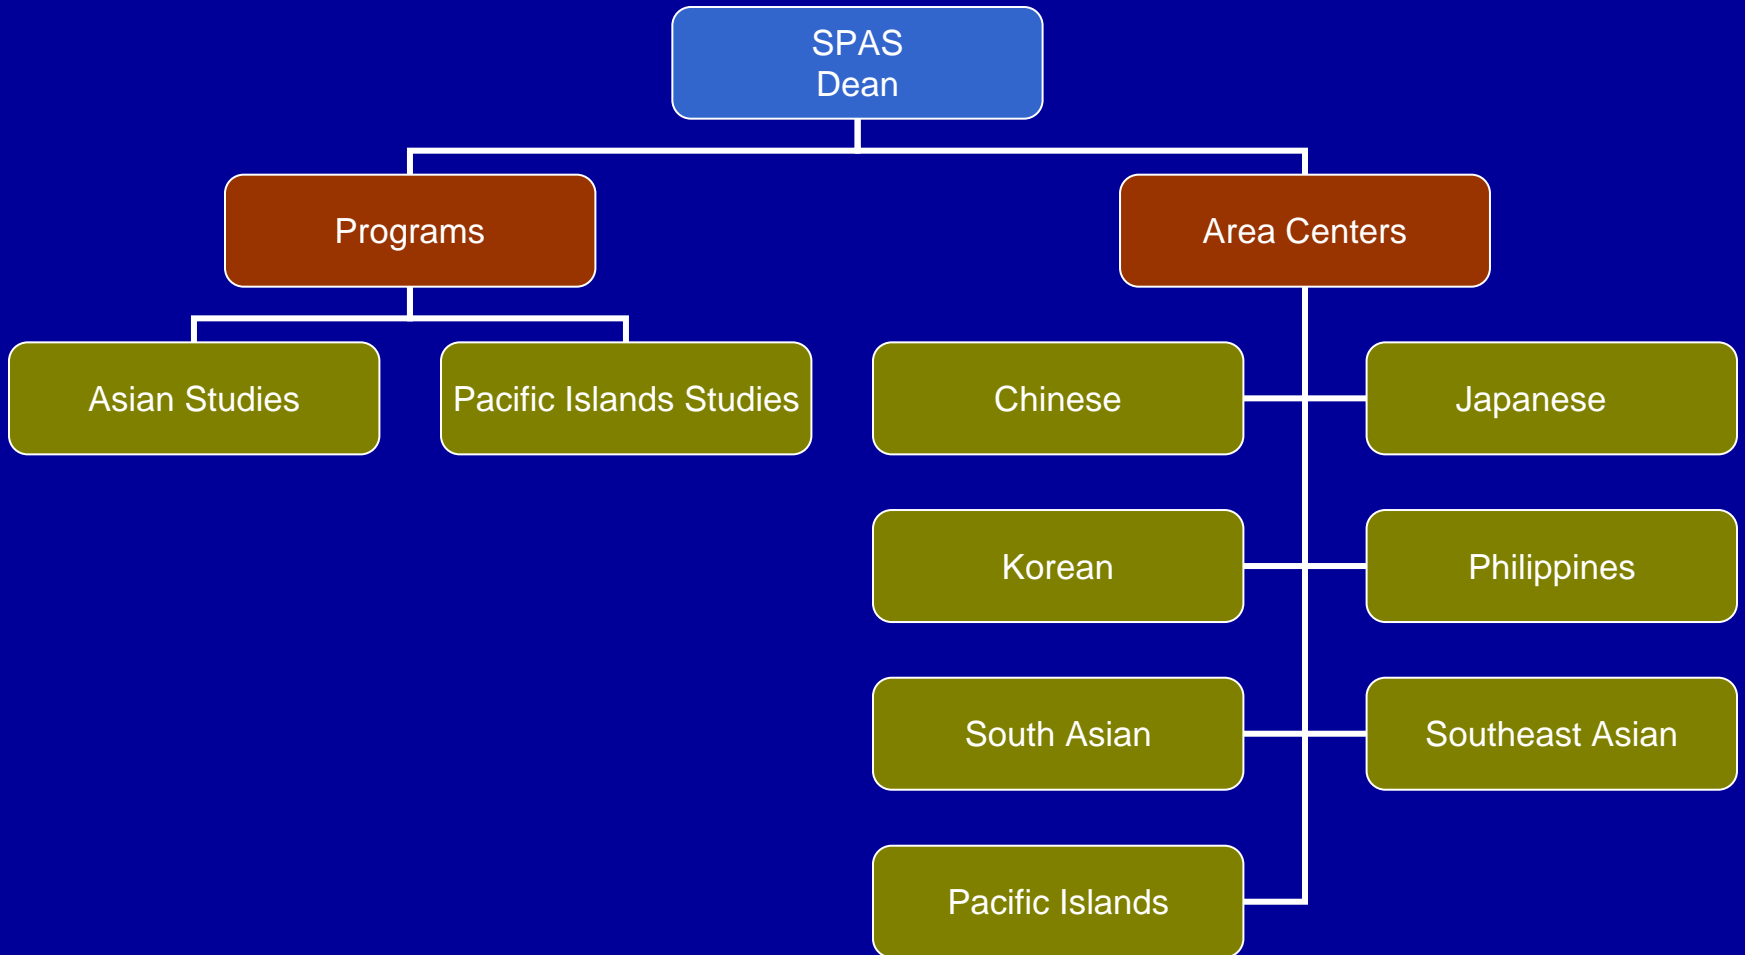 SPAS
Dean
Programs
Area Centers
Asian Studies
Pacific Islands Studies
Chinese
Japanese
Korean
Philippines
South Asian
Southeast Asian
Pacific Islands